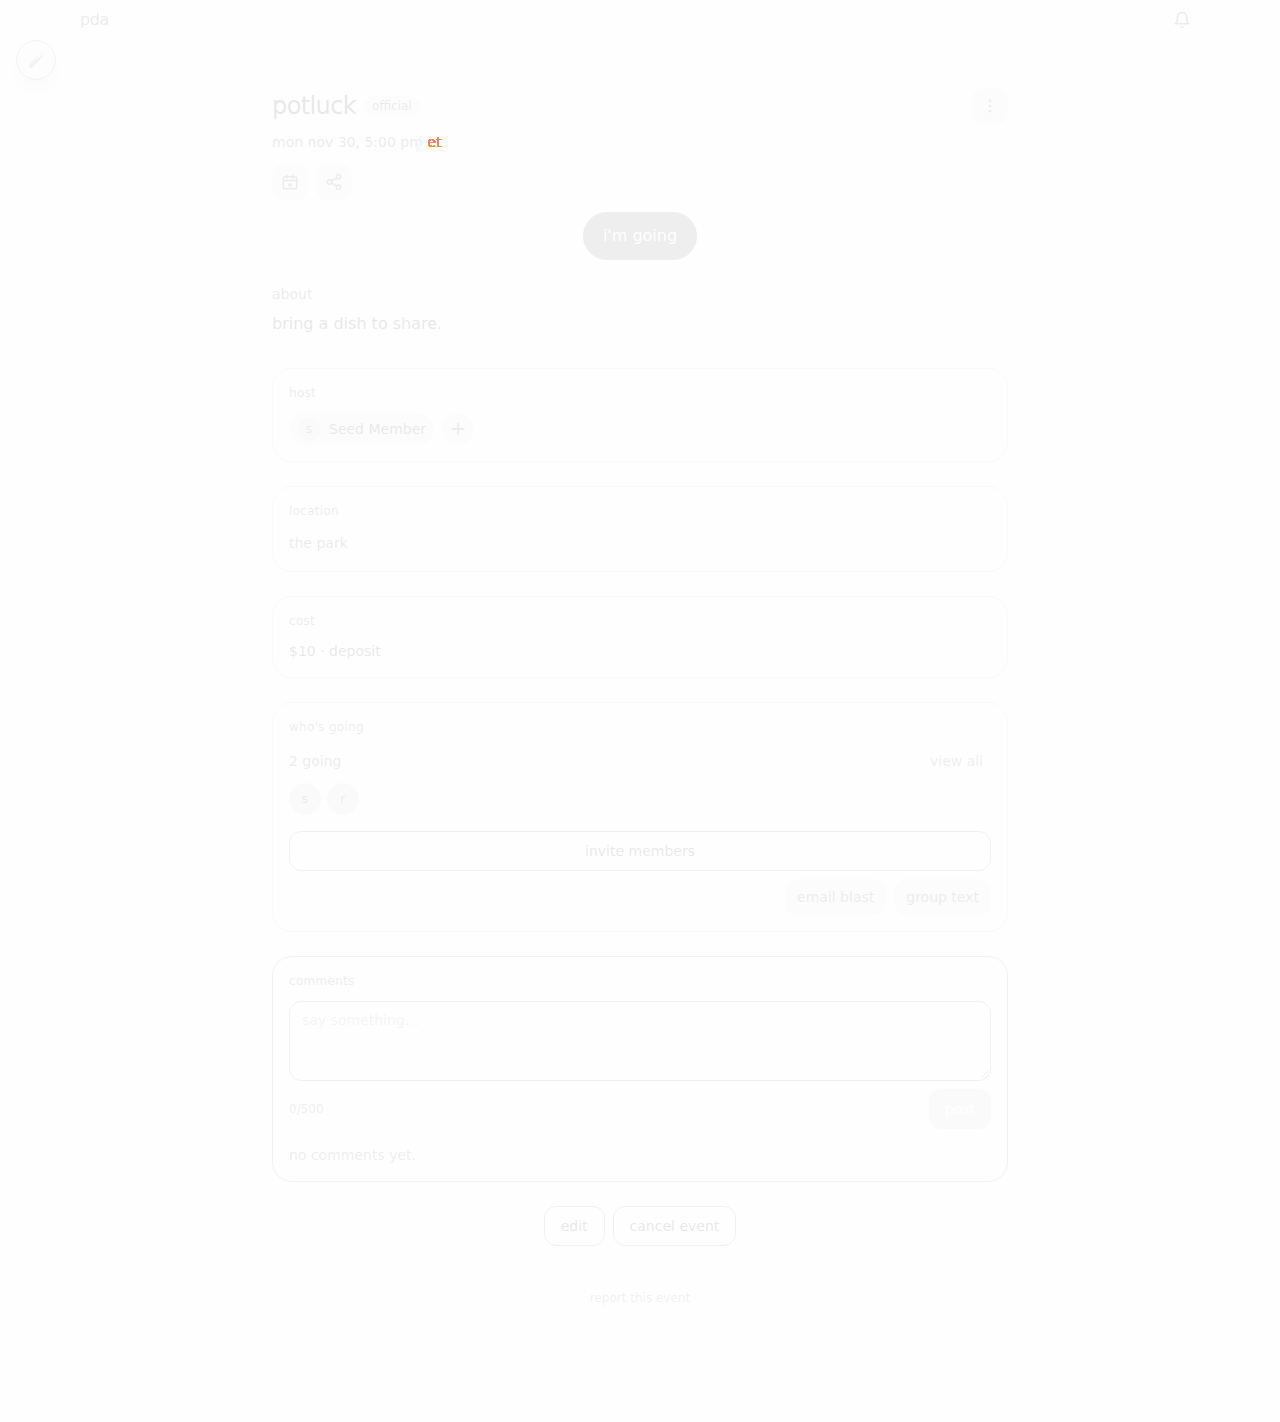 pda
potluck official
mon nov 30, 5:00 pm et
i'm going
about
bring a dish to share.
host
s Seed Member
location
the park
cost
$10 · deposit
who's going
2 going view all
s r
invite members
email blast group text
comments
say something…
0/500 post
no comments yet.
edit cancel event
report this event